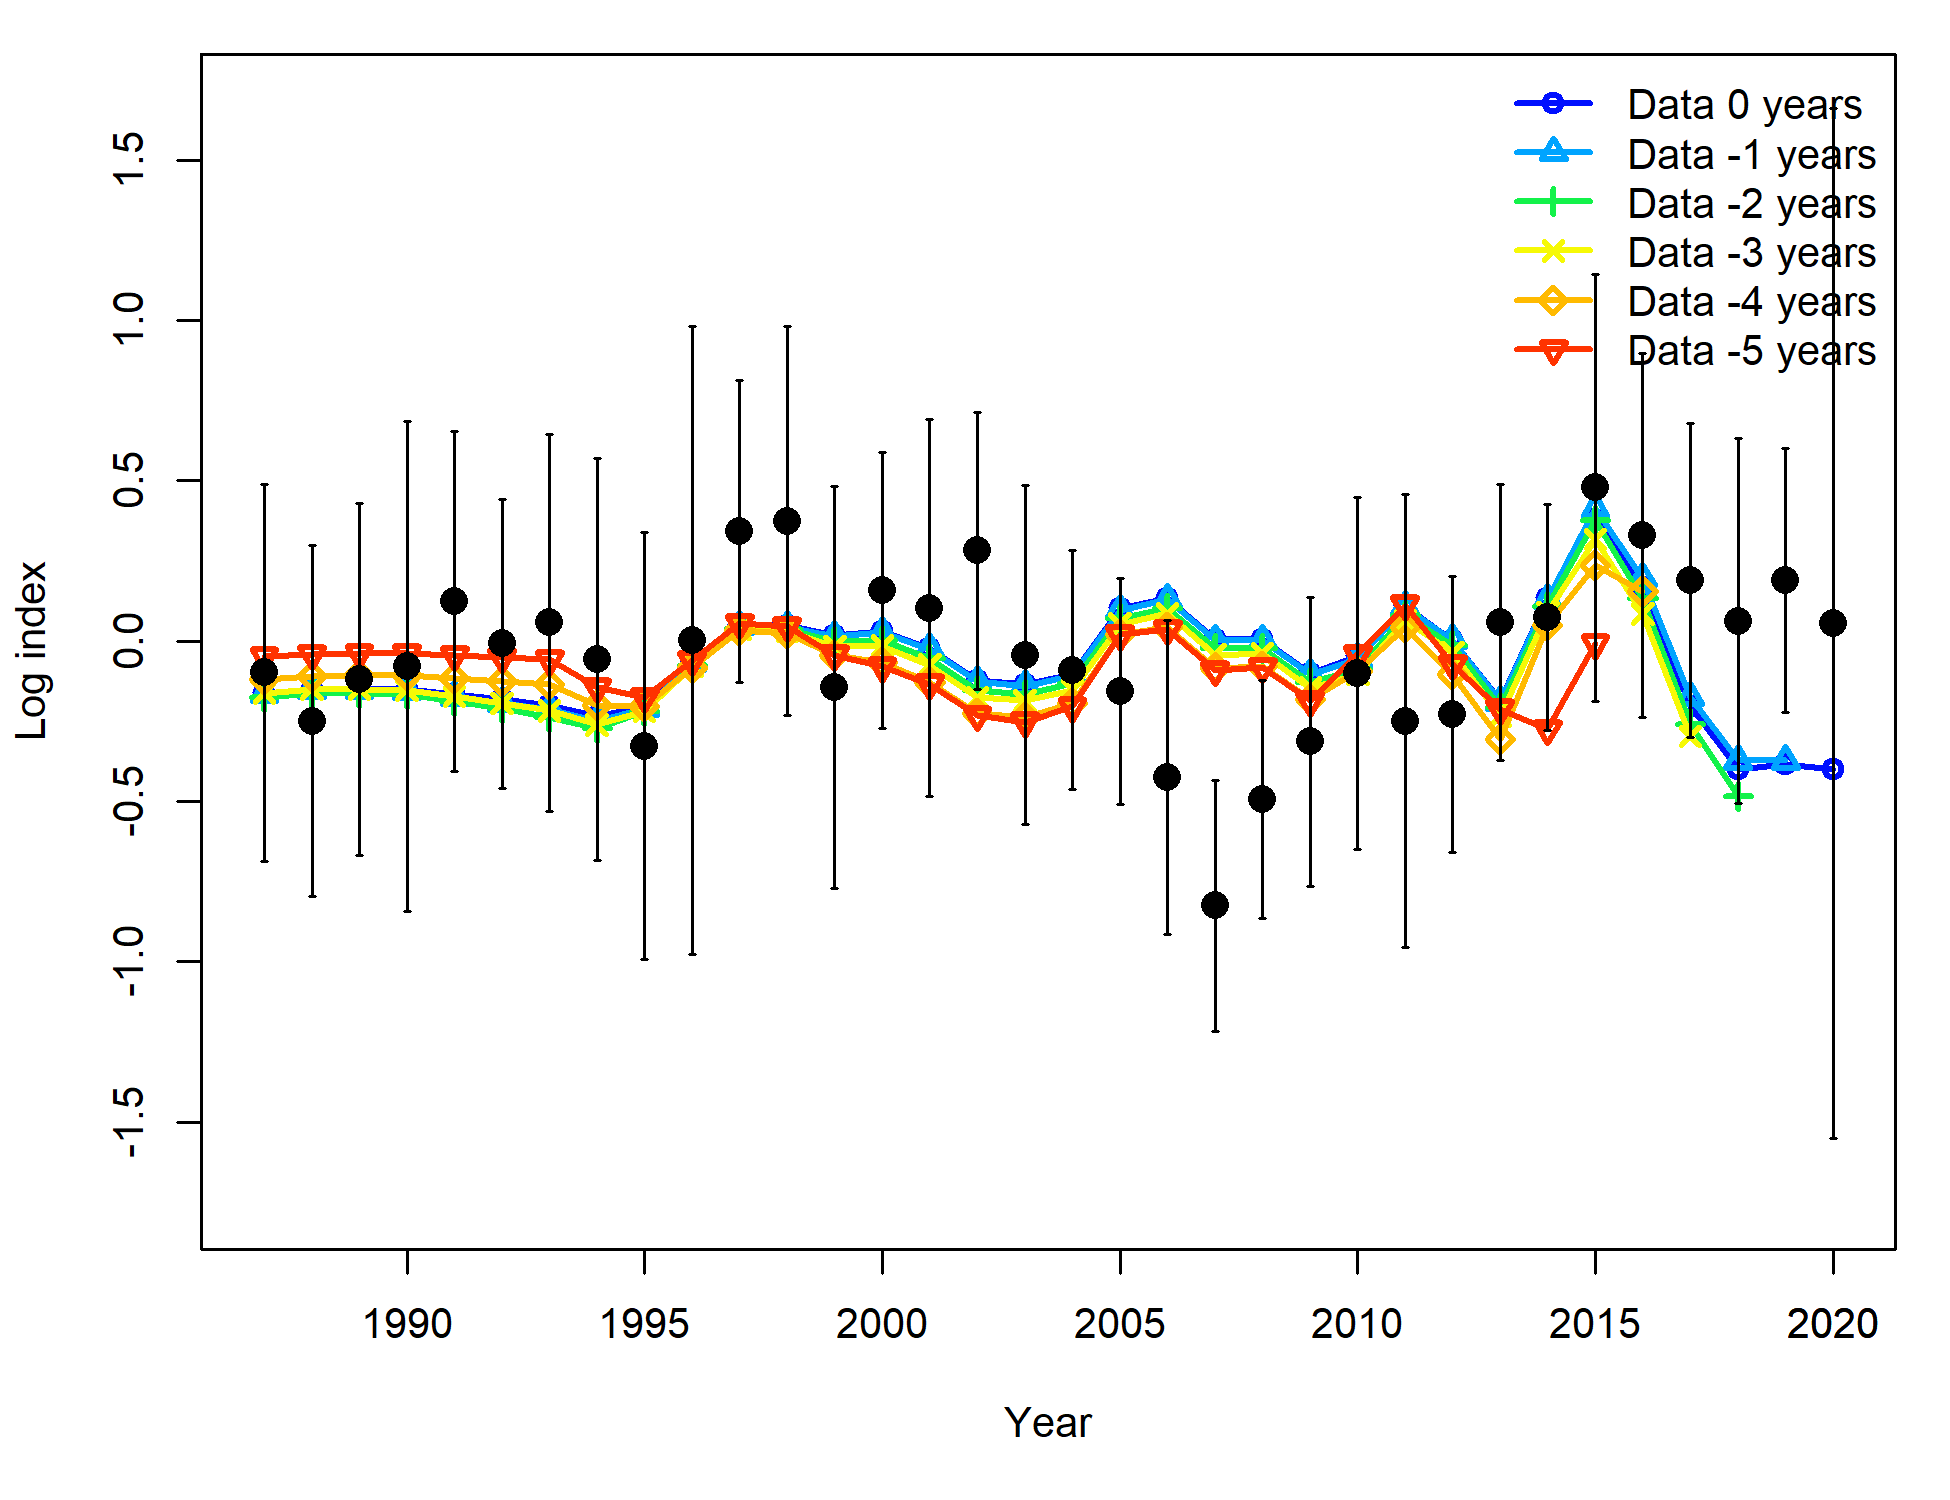 Data 0 years
Data -1 years
Data -2 years
Data -3 years
Data -4 years
Data -5 years
1.5
1.0
0.5
0.0
-0.5
-1.0
-1.5
Log index
1990 1995 2000 2005 2010 2015 2020
Year